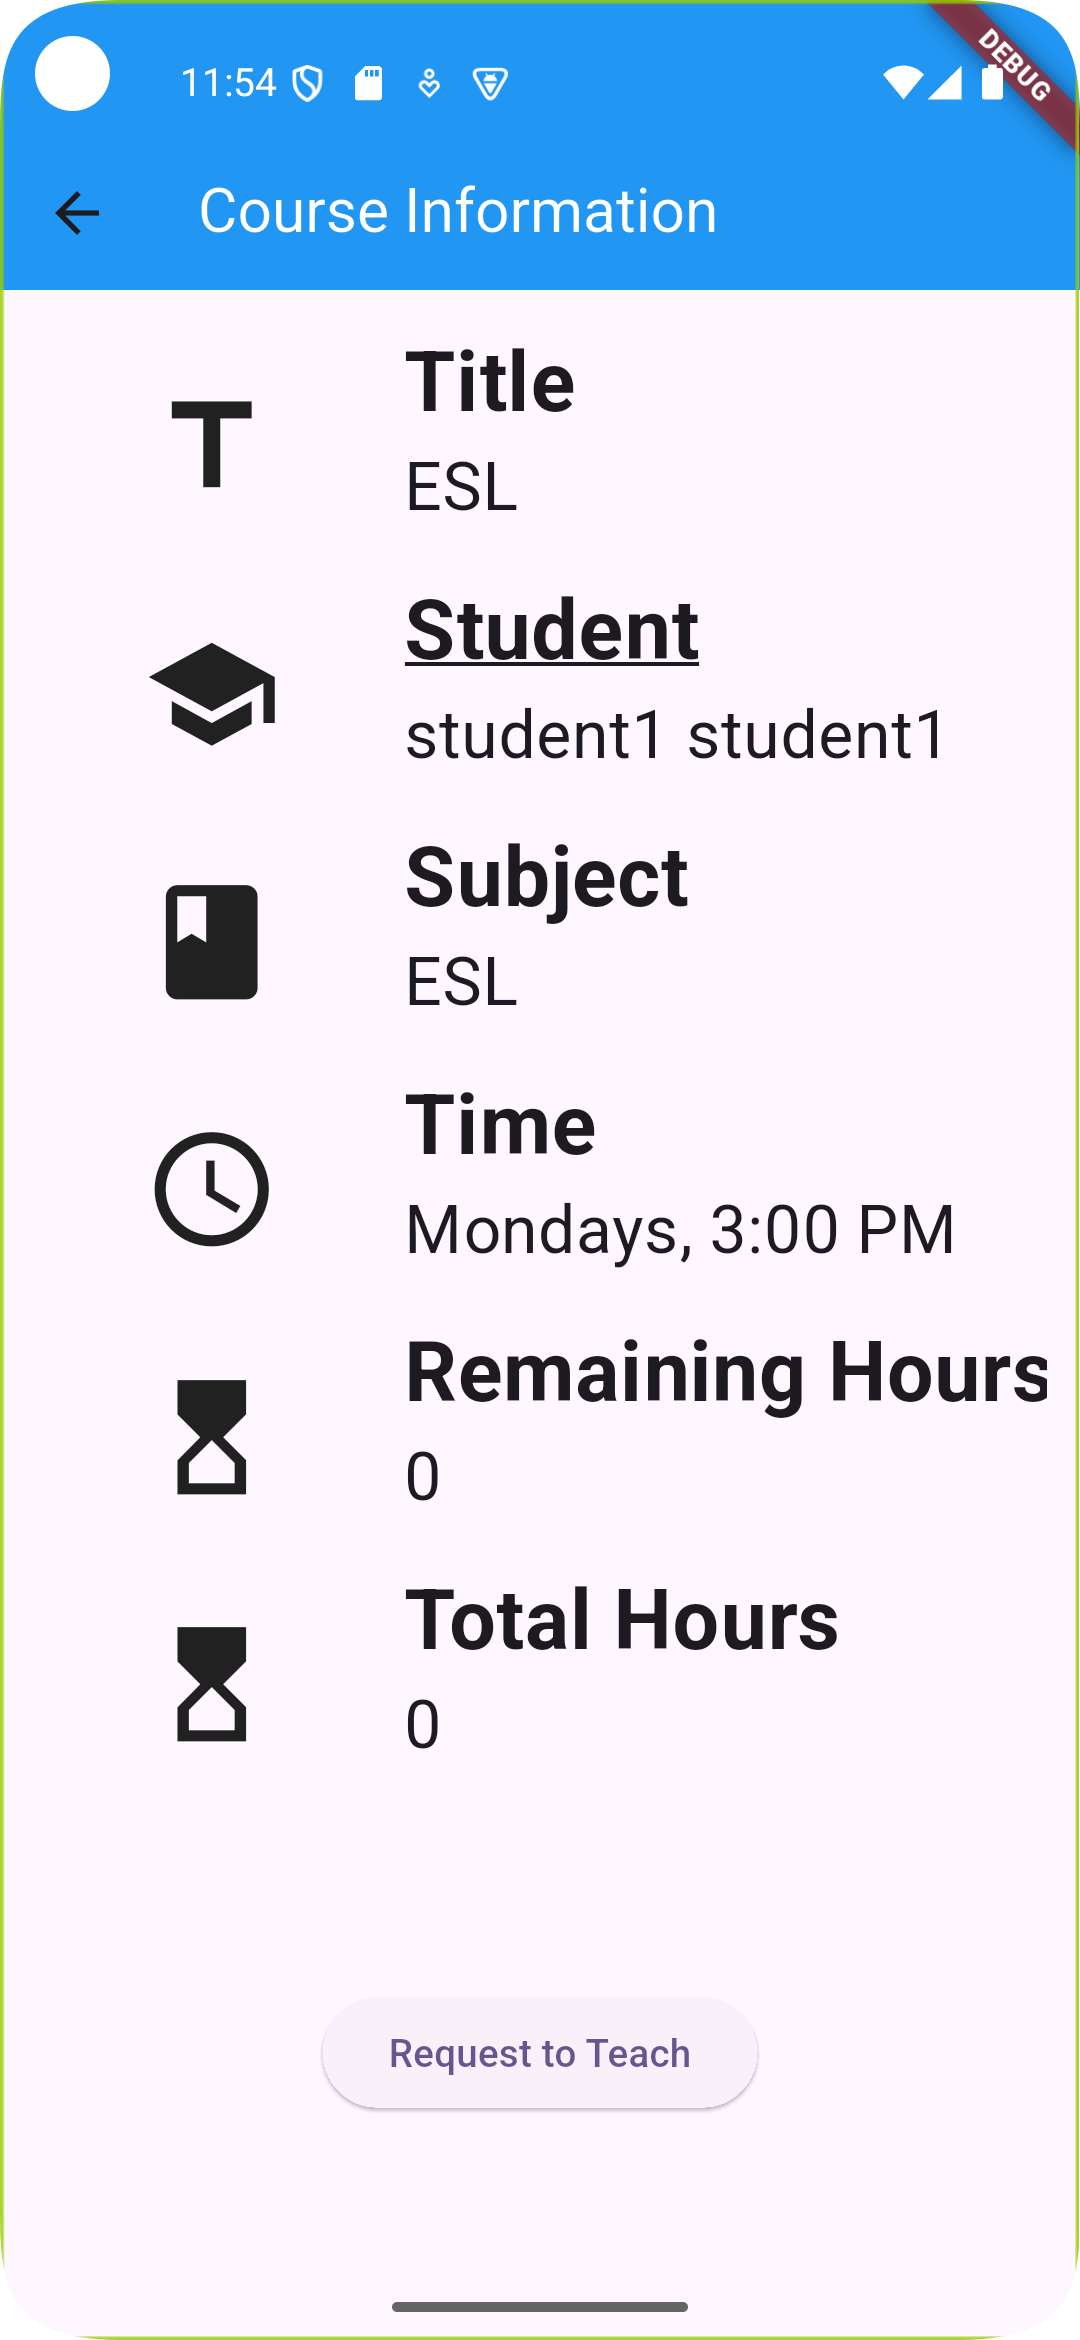 11:54
DEBUG
Course Information
Title
ESL
Student
student1 student1
Subject
ESL
Time
Mondays, 3:00 PM
Remaining Hours
0
Total Hours
0
Request to Teach